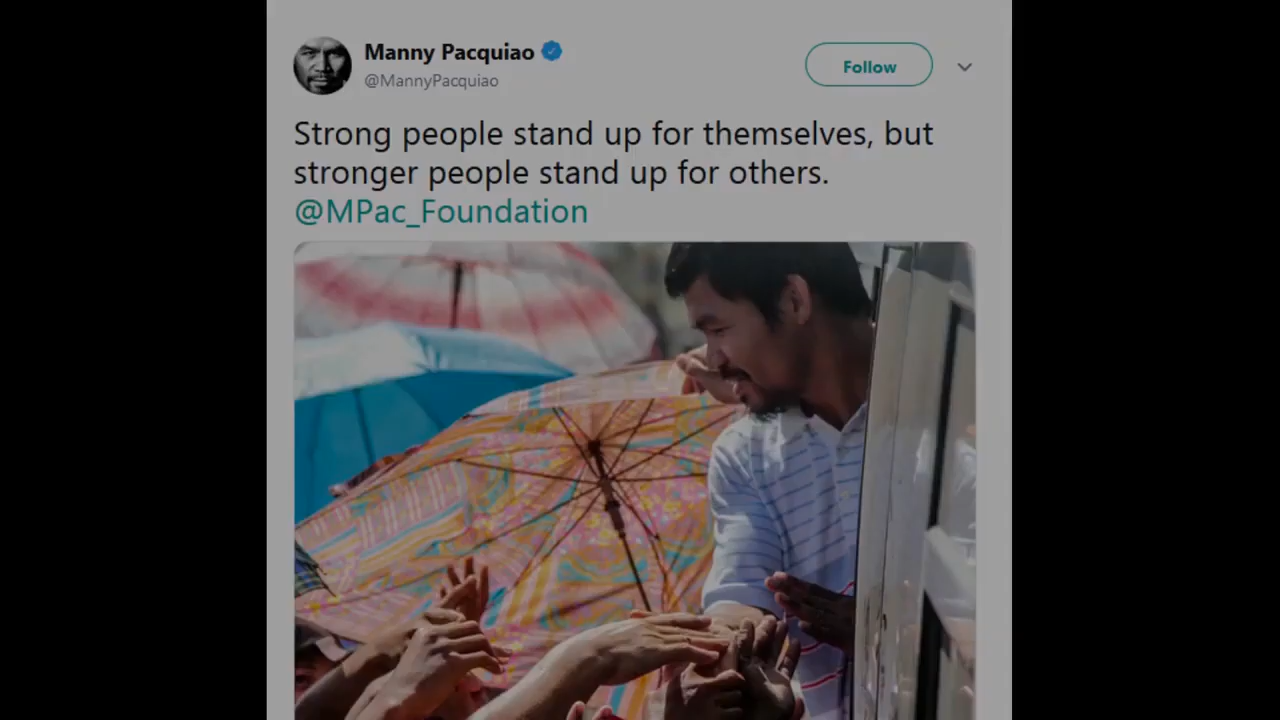 Manny Pacquiao
@MannyPacquiao
Follow
Strong people stand up for themselves, but
stronger people stand up for others.
@MPac_Foundation